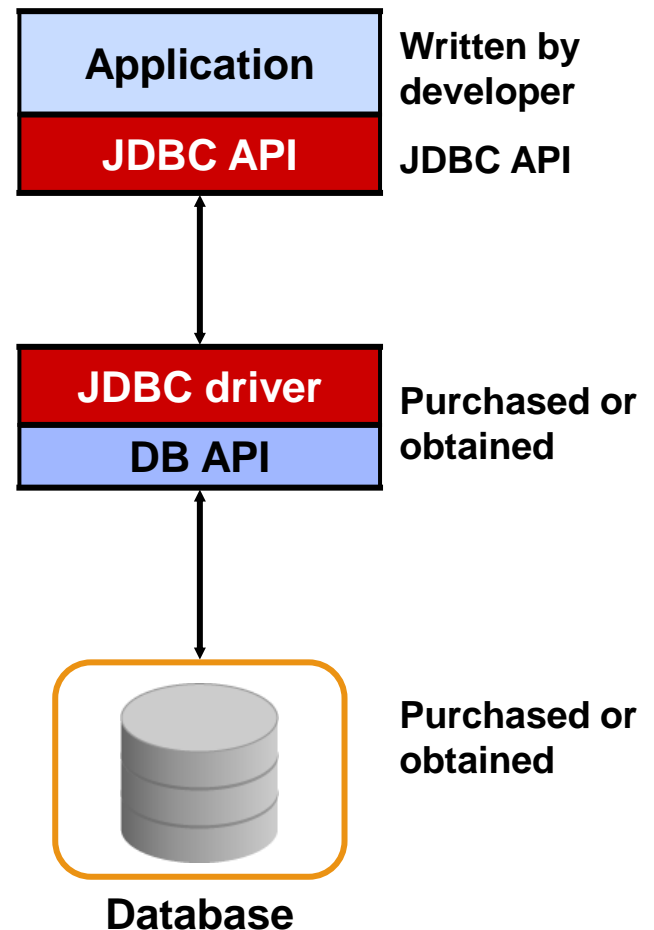 Application
Written by
developer
JDBC API
JDBC API
JDBC driver
DB API
Purchased or
obtained
Purchased or
obtained
Database